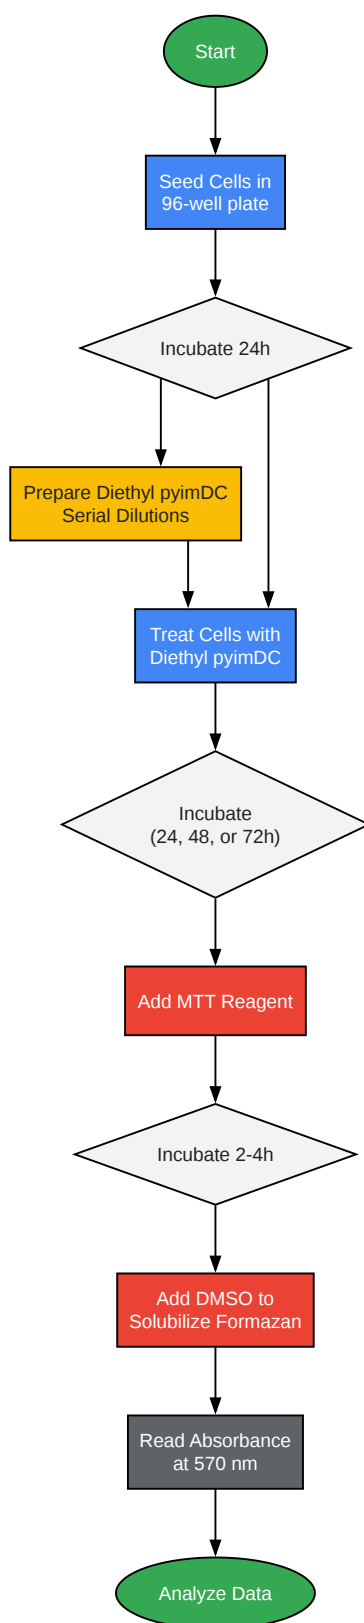 Start
Seed Cells in
96-well plate
Incubate 24h
Prepare Diethyl pyimDC
Serial Dilutions
Treat Cells with
Diethyl pyimDC
Incubate
(24, 48, or 72h)
Add MTT Reagent
Incubate 2-4h
Add DMSO to
Solubilize Formazan
Read Absorbance
at 570 nm
Analyze Data